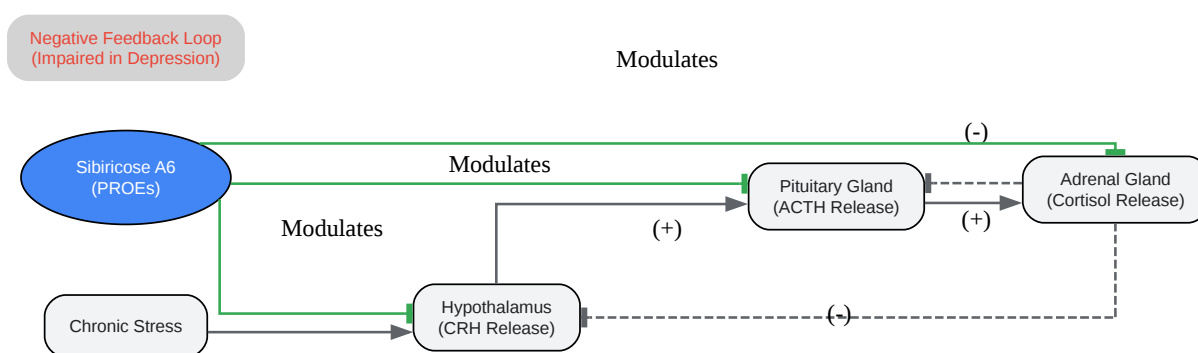 Negative Feedback Loop
(Impaired in Depression)
Modulates
(-)
Sibiricose A6
(PROEs)
Modulates
Pituitary Gland
(ACTH Release)
Adrenal Gland
(Cortisol Release)
Modulates
(+)
(+)
Chronic Stress
Hypothalamus
(CRH Release)
(-)